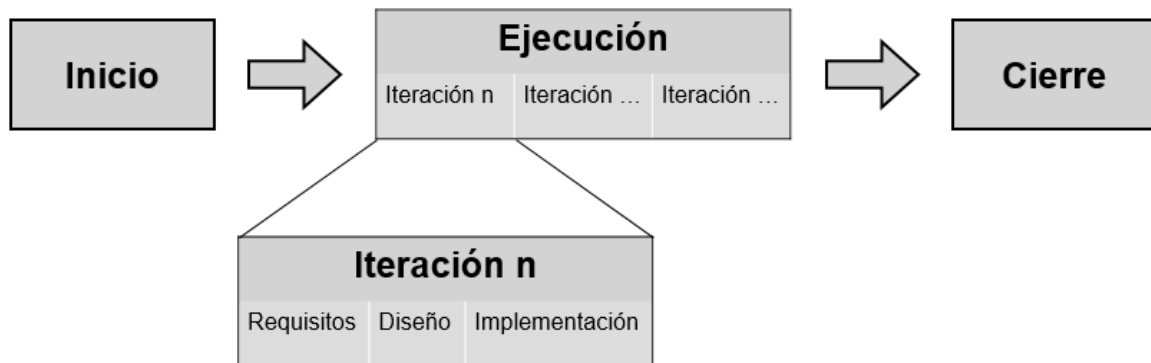 Inicio
Ejecución
Iteración n
Iteración ...
Iteración ...
Cierre
Iteración n
Requisitos
Diseño
Implementación